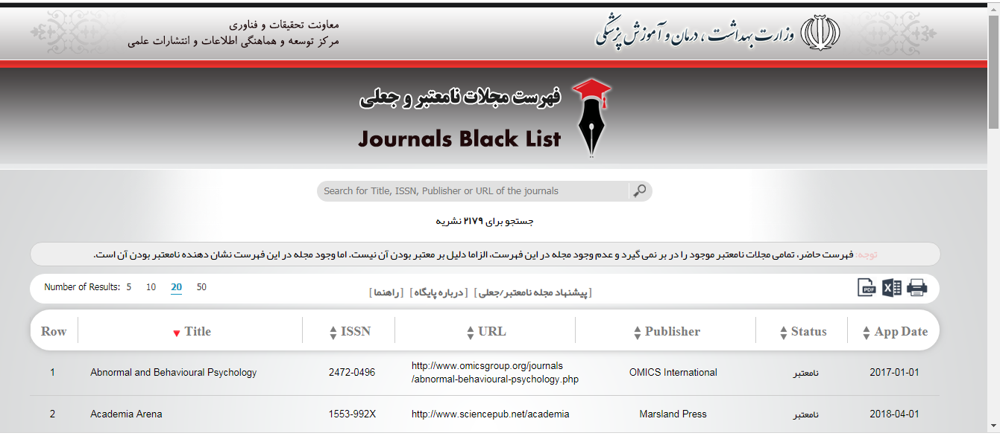 وزارت بهداشت ، درمان و آموزش پزشکی
معاونت تحقیقات و فناوری
مرکز توسعه و هماهنگی اطلاعات و انتشارات علمی
فهرست مجلات نامعتبر و جعلی
Journals Black List
Search for Title, ISSN, Publisher or URL of the journals
جستجو برای ۲۱۷۹ نشریه
توجه: فهرست حاضر، تمامی مجلات نامعتبر موجود را در بر نمی گیرد و عدم وجود مجله در این فهرست، الزاما دلیل بر معتبر بودن آن نیست. اما وجود مجله در این فهرست نشان دهنده نامعتبر بودن آن است.
Number of Results: 5 10 20 50
[پیشنهاد مجله نامعتبر/جعلی] [درباره پایگاه] [راهنما]
PDF X
Row Title ISSN URL Publisher Status App Date
1 Abnormal and Behavioural Psychology 2472-0496 http://www.omicsgroup.org/journals
/abnormal-behavioural-psychology.php OMICS International نامعتبر 2017-01-01
2 Academia Arena 1553-992X http://www.sciencepub.net/academia Marsland Press نامعتبر 2018-04-01